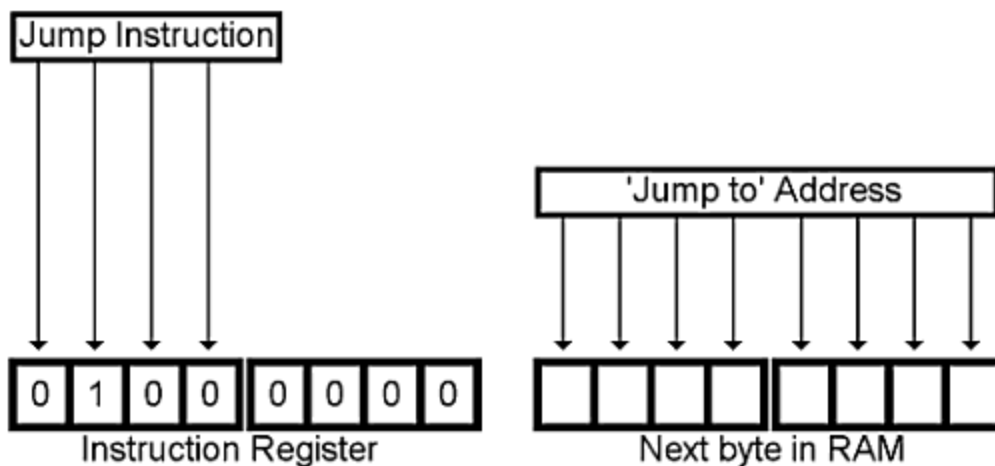 Jump Instruction
'Jump to' Address
0 1 0 0 0 0 0 0
Instruction Register
Next byte in RAM